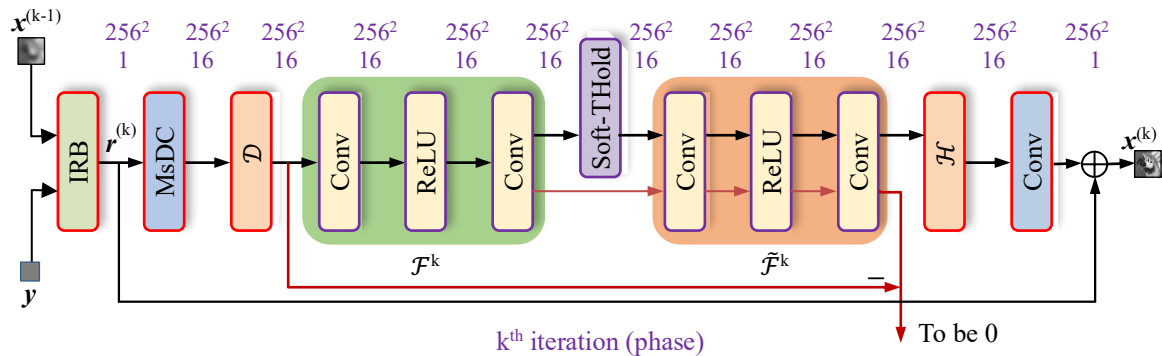 x^(k-1)
256² 256² 256² 256² 256² 256² 256² 256² 256² 256² 256² 256²
1 16 16 16 16 16 16 16 16 16 16 1
IRB
r^(k)
MsDC
𝒟
Conv
ReLU
Conv
Soft-THold
Conv
ReLU
Conv
ℋ
Conv
⊕
x^(k)
y
ℱ^k
ℱ̃^k
−
To be 0
k^th iteration (phase)